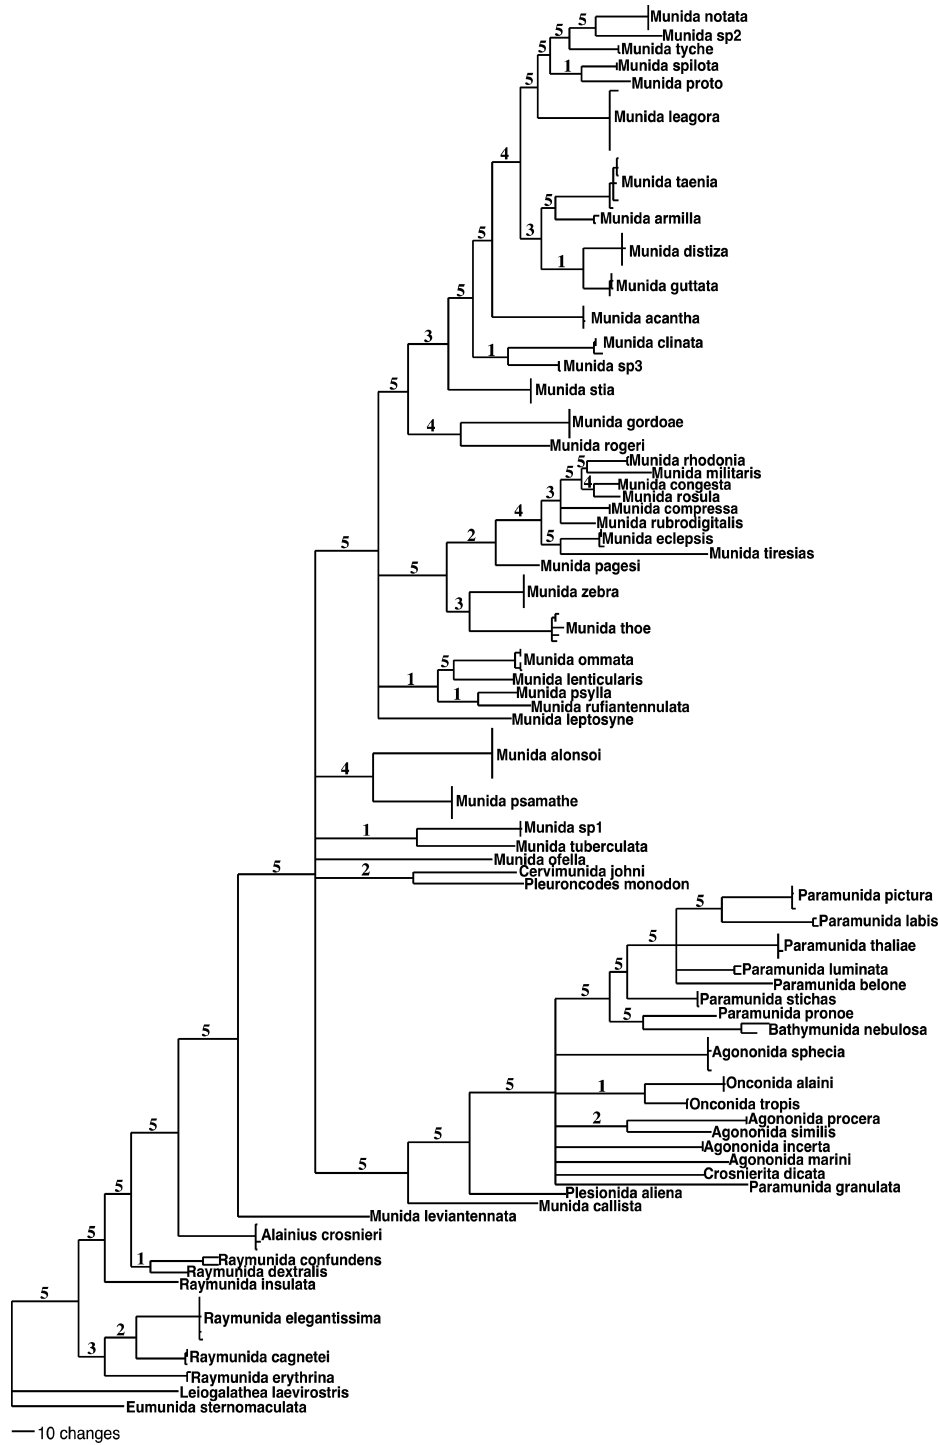 Munida notata
5
5
Munida sp2
5
Munida tyche
1
Munida spilota
5
Munida proto
Munida leagora
4
Munida taenia
5
Munida armilla
5
3
Munida distiza
1
Munida guttata
5
Munida acantha
3
Munida clinata
1
Munida sp3
5
Munida stia
4
Munida gordoae
Munida rogeri
5
Munida rhodonia
5
Munida militaris
4
Munida congesta
3
Munida rosula
4
Munida compressa
Munida rubrodigitalis
5
2
5
Munida eclepsis
Munida tiresias
5
Munida pagesi
3
Munida zebra
Munida thoe
5
Munida ommata
1
Munida lenticularis
1
Munida psylla
Munida rufiantennulata
Munida leptosyne
4
Munida alonsoi
Munida psamathe
1
Munida sp1
Munida tuberculata
5
Munida ofella
2
Cervimunida johni
Pleuroncodes monodon
5
Paramunida pictura
Paramunida labis
5
Paramunida thaliae
5
Paramunida luminata
Paramunida belone
5
Paramunida stichas
5
Paramunida pronoe
5
Bathymunida nebulosa
Agononida sphecia
5
1
Onconida alaini
Onconida tropis
2
Agononida procera
5
5
Agononida similis
Agononida incerta
5
Agononida marini
Crosnierita dicata
5
Paramunida granulata
Plesionida aliena
Munida callista
Munida leviantennata
5
Alainius crosnieri
1
Raymunida confundens
Raymunida dextralis
5
Raymunida insulata
2
Raymunida elegantissima
3
Raymunida cagnetei
Raymunida erythrina
Leiogalathea laevirostris
Eumunida sternomaculata
10 changes